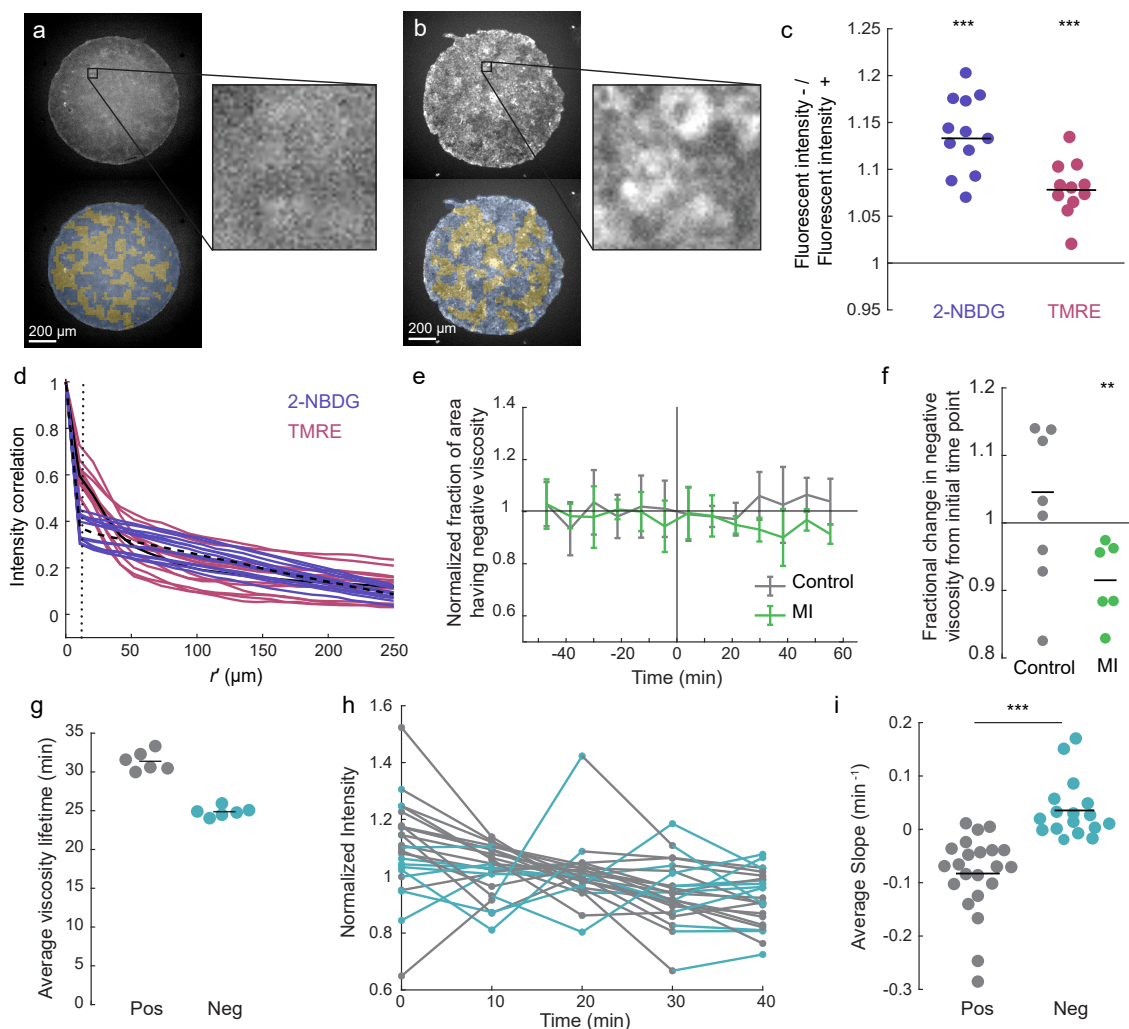 a
200 µm
b
200 µm
c
*** ***
Fluorescent intensity - /
Fluorescent intensity +
1.25
1.2
1.15
1.1
1.05
1
0.95
2-NBDG TMRE
d
2-NBDG
TMRE
Intensity correlation
1
0.8
0.6
0.4
0.2
0
0 50 100 150 200 250
r' (µm)
e
Normalized fraction of area
having negative viscosity
1.4
1.2
1
0.8
0.6
Control
MI
-40 -20 0 20 40 60
Time (min)
f
**
Fractional change in negative
viscosity from initial time point
1.2
1.1
1
0.9
0.8
Control MI
g
Average viscosity lifetime (min)
35
30
25
20
15
10
5
0
Pos Neg
h
Normalized Intensity
1.6
1.4
1.2
1.0
0.8
0.6
0 10 20 30 40
Time (min)
i
***
Average Slope (min⁻¹)
0.2
0.1
0
-0.1
-0.2
-0.3
Pos Neg